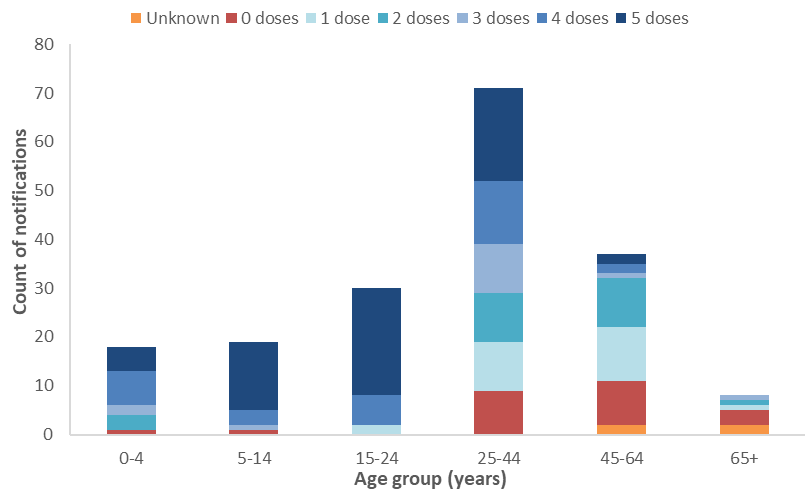 Unknown 0 doses 1 dose 2 doses 3 doses 4 doses 5 doses
Count of notifications
80
70
60
50
40
30
20
10
0
0-4 5-14 15-24 25-44 45-64 65+
Age group (years)